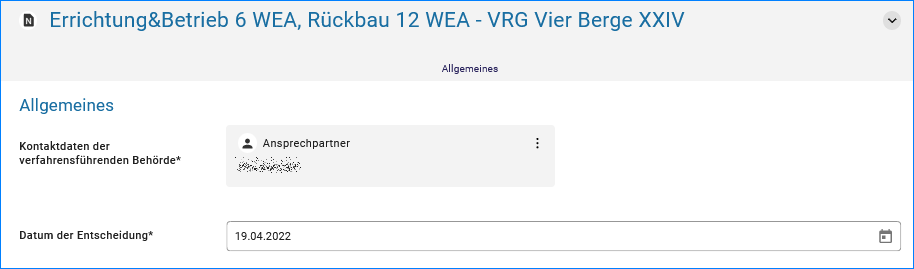 N Errichtung&Betrieb 6 WEA, Rückbau 12 WEA - VRG Vier Berge XXIV
Allgemeines
Allgemeines
Kontaktdaten der
verfahrensführenden Behörde*
Ansprechpartner
Datum der Entscheidung*
19.04.2022